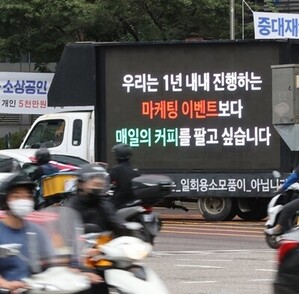 중대재
소상공인
개인 5천만원
우리는 1년 내내 진행하는
마케팅 이벤트보다
매일의 커피를 팔고 싶습니다
일회용소모품이_아닙니다